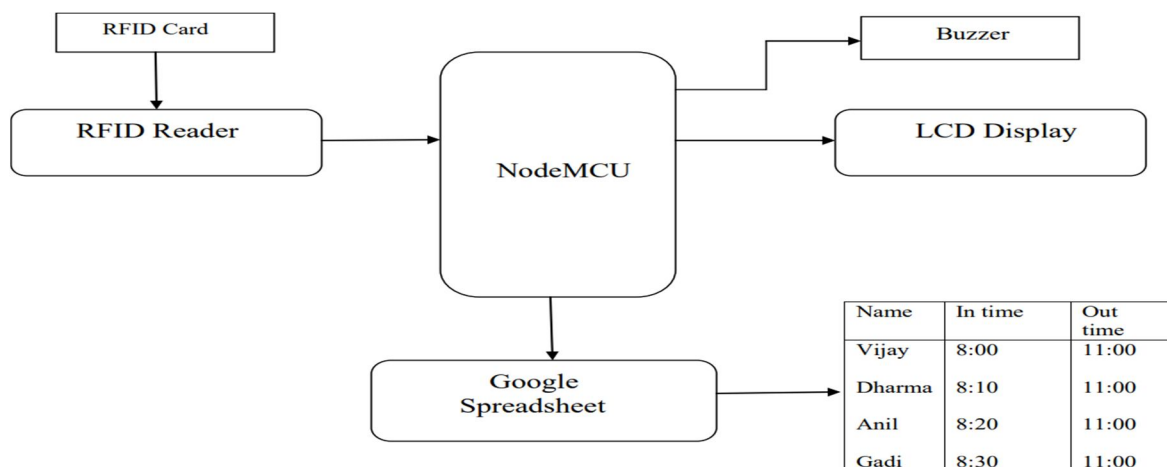 RFID Card
Buzzer
RFID Reader
NodeMCU
LCD Display
Google
Spreadsheet
Name In time Out
time
Vijay 8:00 11:00
Dharma 8:10 11:00
Anil 8:20 11:00
Gadi 8:30 11:00